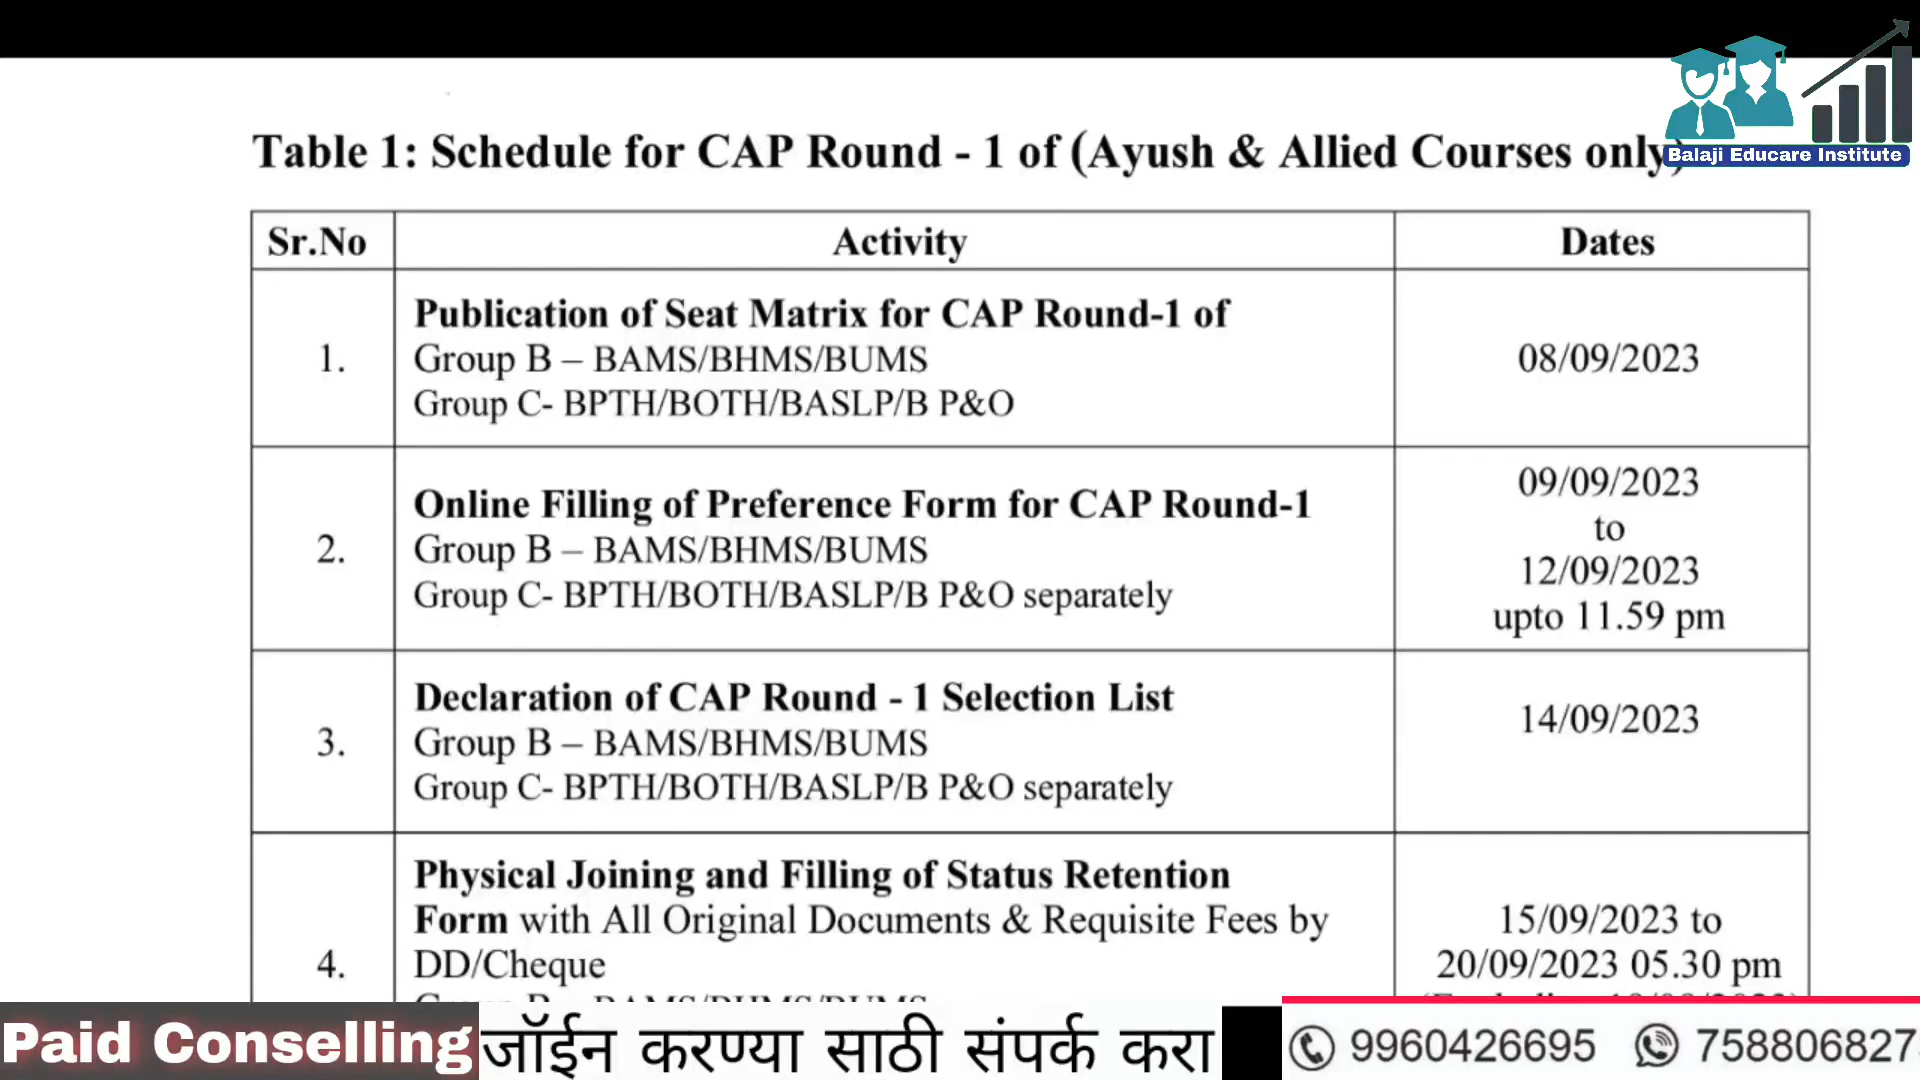 Balaji Educare Institute
Table 1: Schedule for CAP Round - 1 of (Ayush & Allied Courses only)
Sr.No Activity Dates
1. Publication of Seat Matrix for CAP Round-1 of
Group B – BAMS/BHMS/BUMS
Group C- BPTH/BOTH/BASLP/B P&O
08/09/2023
2. Online Filling of Preference Form for CAP Round-1
Group B – BAMS/BHMS/BUMS
Group C- BPTH/BOTH/BASLP/B P&O separately
09/09/2023
to
12/09/2023
upto 11.59 pm
3. Declaration of CAP Round - 1 Selection List
Group B – BAMS/BHMS/BUMS
Group C- BPTH/BOTH/BASLP/B P&O separately
14/09/2023
4. Physical Joining and Filling of Status Retention
Form with All Original Documents & Requisite Fees by
DD/Cheque
15/09/2023 to
20/09/2023 05.30 pm
Paid Conselling जॉईन करण्या साठी संपर्क करा 9960426695 758806827